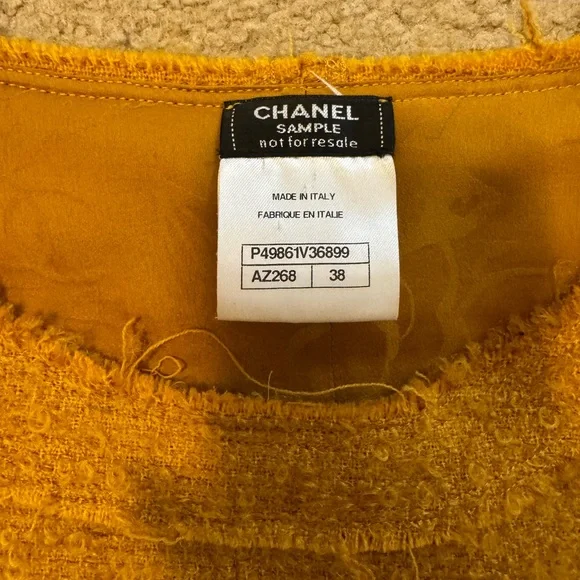 CHANEL
SAMPLE
not for resale
MADE IN ITALY
FABRIQUE EN ITALIE
P49861V36899
AZ268 38